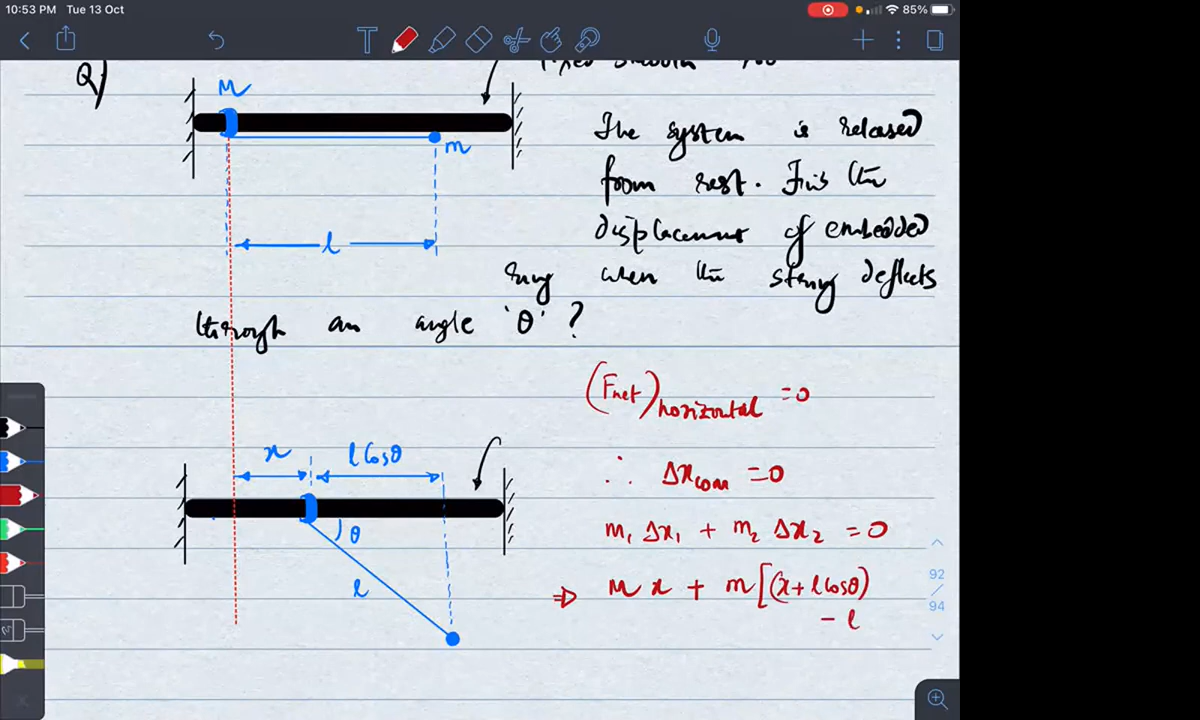 10:53 PM Tue 13 Oct
85%
Q)
M
m
The system is released
from rest. Find the
displacement of embedded
l
ring when the string deflects
through an angle 'θ' ?
(Fnet)horizontal = 0
x l Cosθ
∴ Δxcom = 0
θ
m₁ Δx₁ + m₂ Δx₂ = 0
l
⇒ M x + m[(x + l Cosθ)
- l
92
/
94